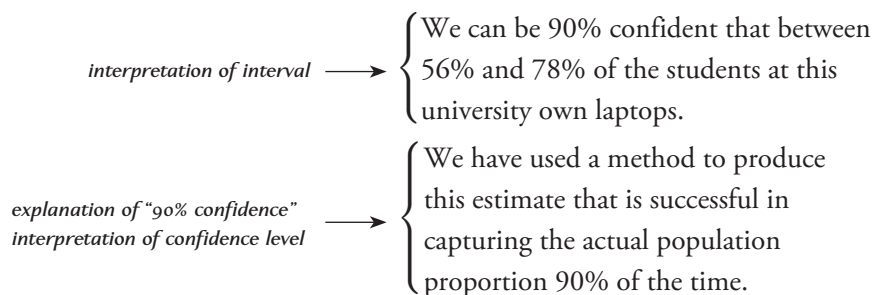 interpretation of interval
We can be 90% confident that between
56% and 78% of the students at this
university own laptops.
explanation of “90% confidence”
interpretation of confidence level
We have used a method to produce
this estimate that is successful in
capturing the actual population
proportion 90% of the time.